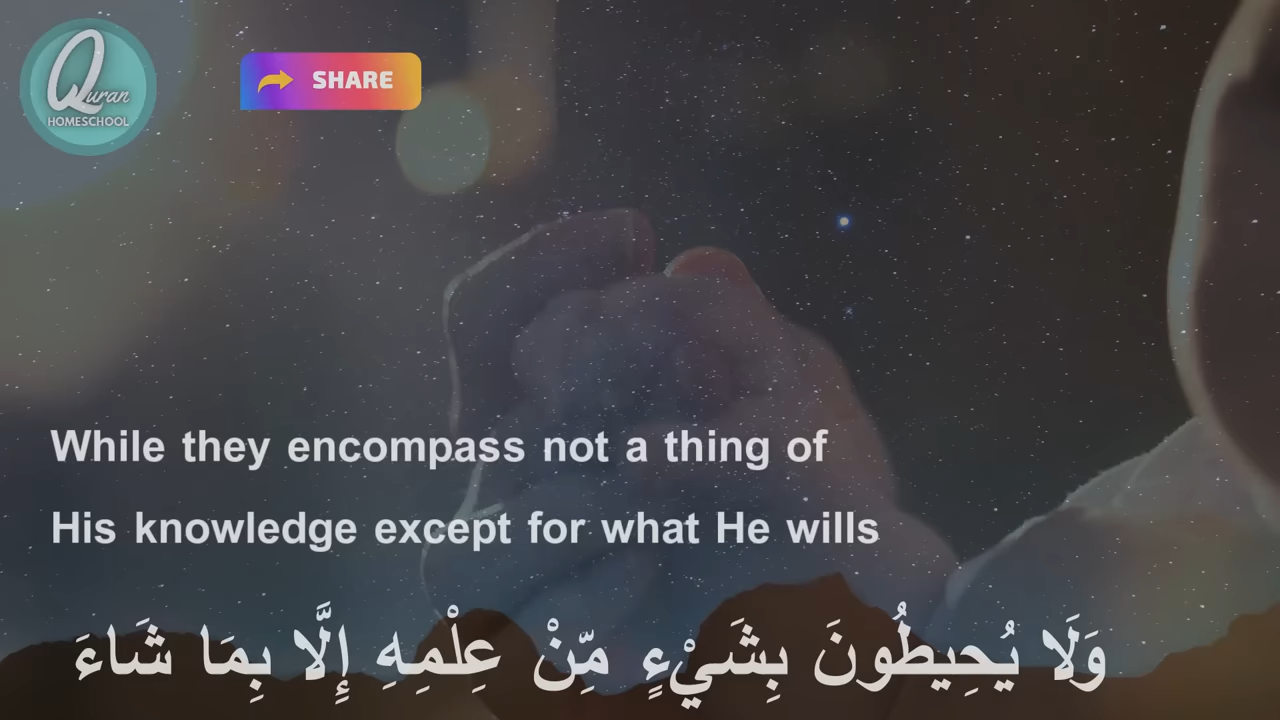 Quran
HOMESCHOOL
SHARE
While they encompass not a thing of
His knowledge except for what He wills
وَلَا يُحِيطُونَ بِشَيْءٍ مِّنْ عِلْمِهِ إِلَّا بِمَا شَاءَ